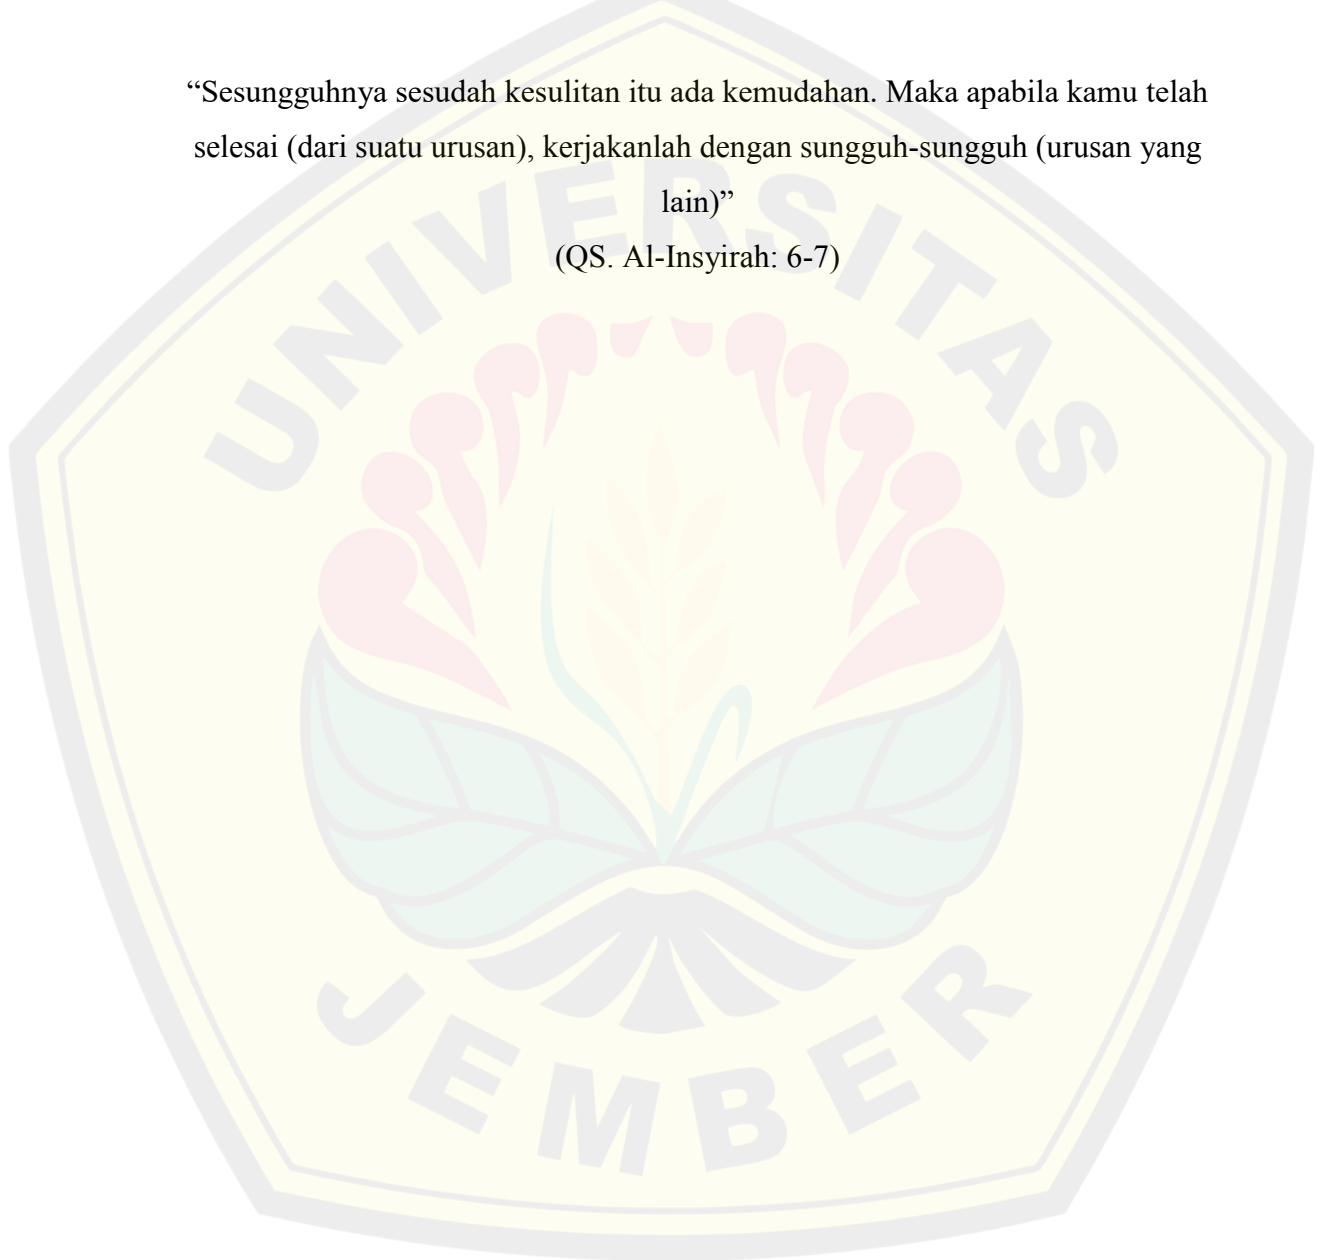 “Sesungguhnya sesudah kesulitan itu ada kemudahan. Maka apabila kamu telah
selesai (dari suatu urusan), kerjakanlah dengan sungguh-sungguh (urusan yang
lain)”
(QS. Al-Insyirah: 6-7)
UNIVERSITAS
JEMBER